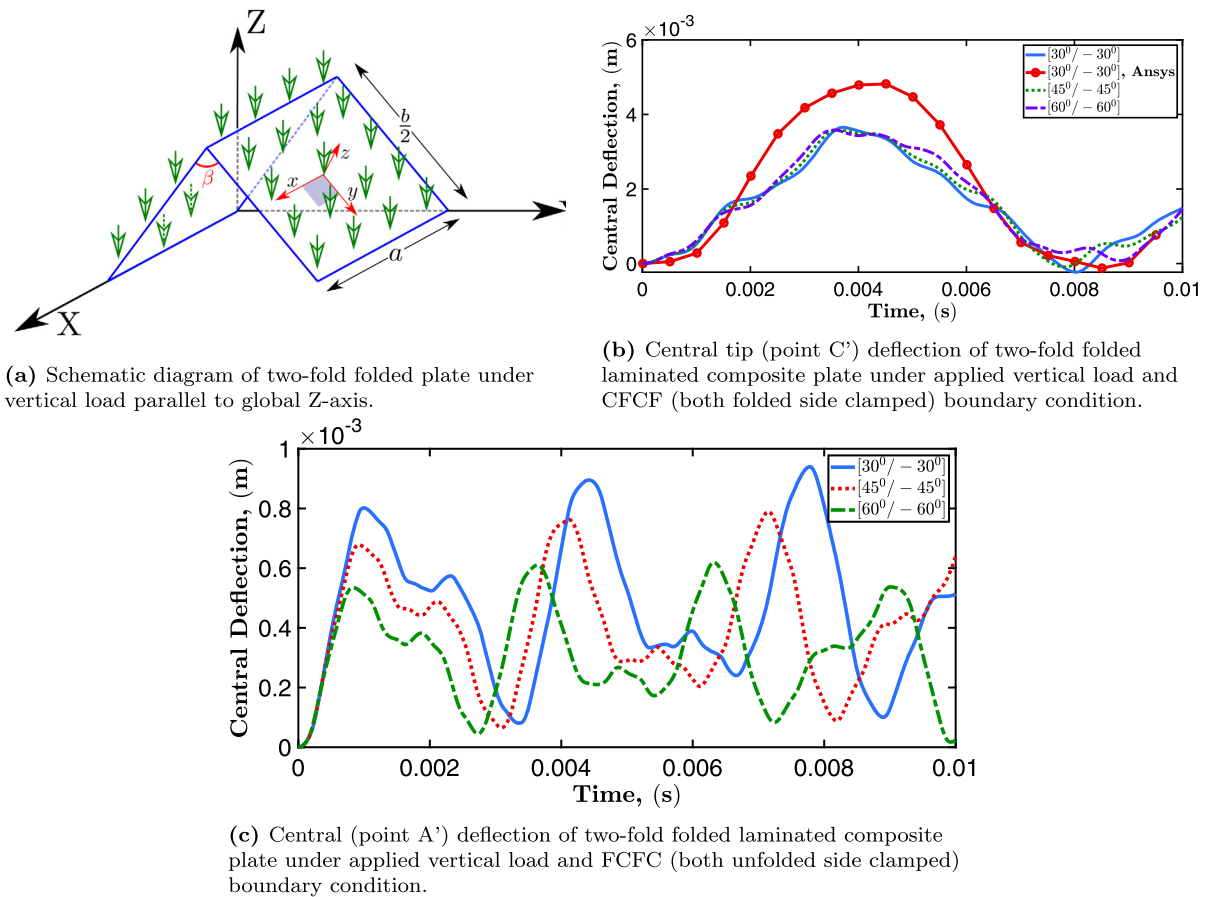 Z
b
2
z
x
y
β
a
X
(a) Schematic diagram of two-fold folded plate under
vertical load parallel to global Z-axis.
×10⁻³
6
4
2
0
Central Deflection, (m)
[30⁰/−30⁰]
[30⁰/−30⁰], Ansys
[45⁰/−45⁰]
[60⁰/−60⁰]
0 0.002 0.004 0.006 0.008 0.01
Time, (s)
(b) Central tip (point C') deflection of two-fold folded
laminated composite plate under applied vertical load and
CFCF (both folded side clamped) boundary condition.
×10⁻³
1
0.8
0.6
0.4
0.2
0
Central Deflection, (m)
[30⁰/−30⁰]
[45⁰/−45⁰]
[60⁰/−60⁰]
0 0.002 0.004 0.006 0.008 0.01
Time, (s)
(c) Central (point A') deflection of two-fold folded laminated composite
plate under applied vertical load and FCFC (both unfolded side clamped)
boundary condition.